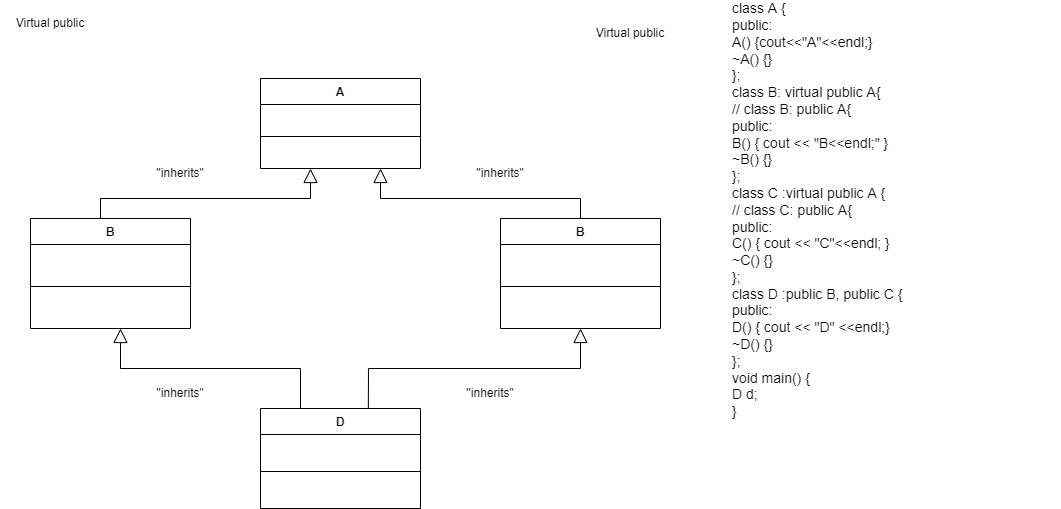 Virtual public
Virtual public
A
"inherits"
"inherits"
B
B
"inherits"
"inherits"
D
class A {
public:
A() {cout<<"A"<<endl;}
~A() {}
};
class B: virtual public A{
// class B: public A{
public:
B() { cout << "B<<endl;" }
~B() {}
};
class C :virtual public A {
// class C: public A{
public:
C() { cout << "C"<<endl; }
~C() {}
};
class D :public B, public C {
public:
D() { cout << "D" <<endl;}
~D() {}
};
void main() {
D d;
}